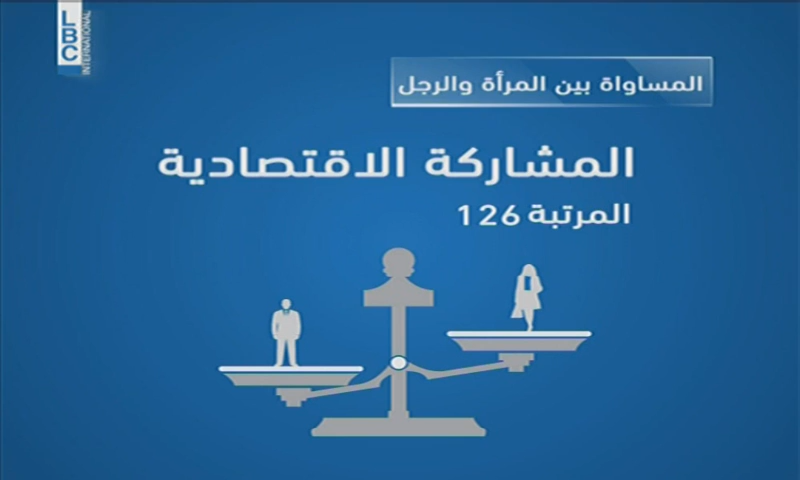 LBC
INTERNATIONAL
المساواة بين المرأة والرجل
المشاركة الاقتصادية
المرتبة 126